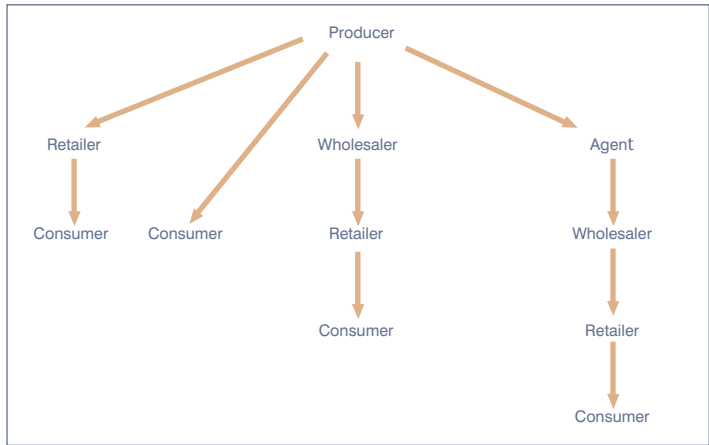 Producer
Retailer Wholesaler Agent
Consumer Consumer Retailer Wholesaler
Consumer Retailer
Consumer